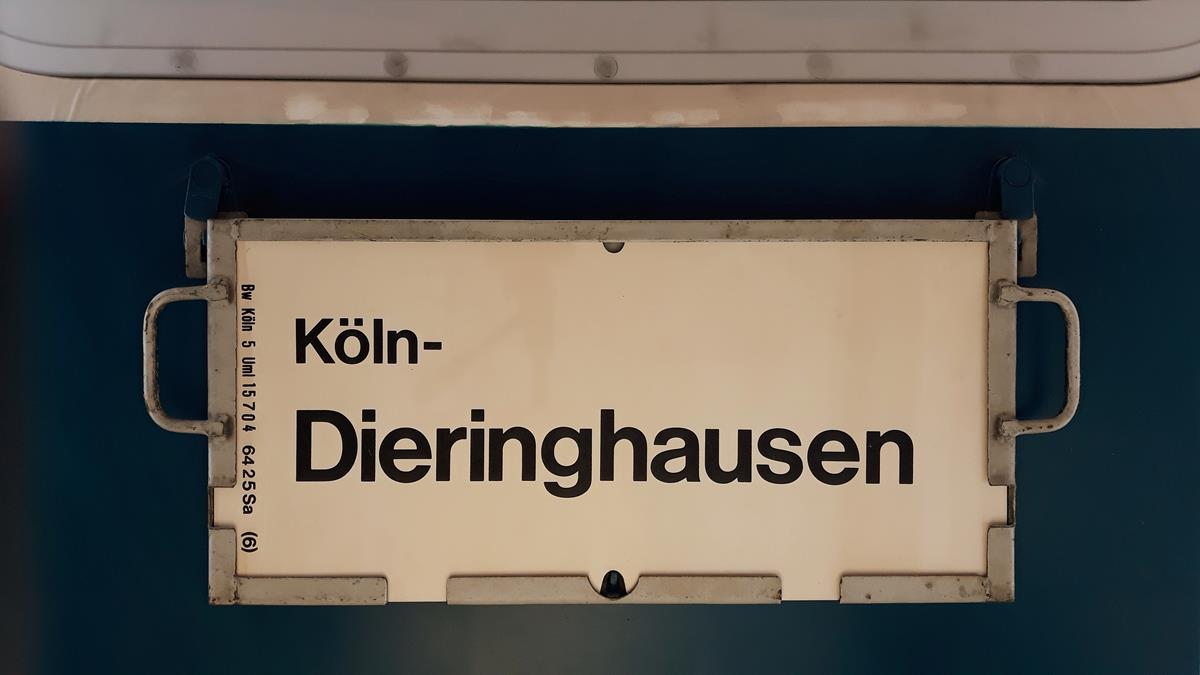 Köln-
Dieringhausen
Bw Köln 5 Uml 15704 6425Sa (6)